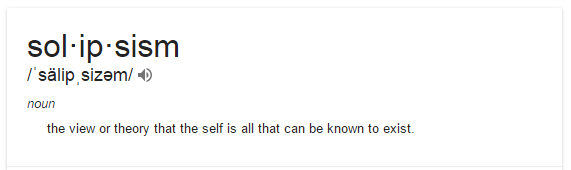 sol·ip·sism
/ˈsälipˌsizəm/
noun
the view or theory that the self is all that can be known to exist.